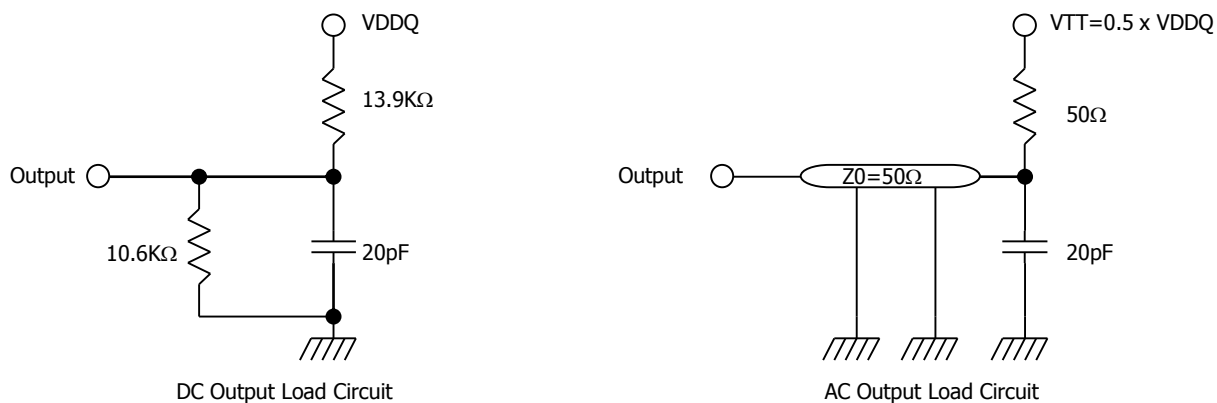 VDDQ
13.9KΩ
Output
10.6KΩ
20pF
DC Output Load Circuit
VTT=0.5 x VDDQ
50Ω
Output
Z0=50Ω
20pF
AC Output Load Circuit